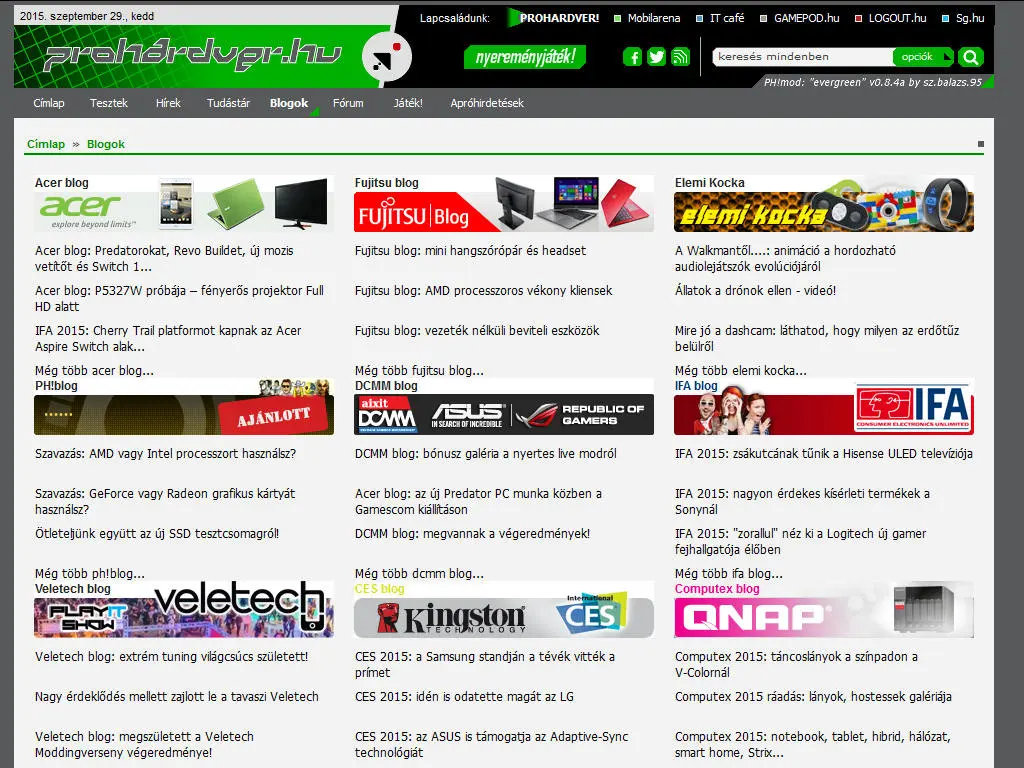 2015. szeptember 29., kedd
Lapcsaládunk: PROHARDVER! Mobilarena IT café GAMEPOD.hu LOGOUT.hu Sg.hu
prohardver.hu
nyereményjáték!
keresés mindenben
opciók
PH!mod: "evergreen" v0.8.4a by sz.balazs.95
Címlap Tesztek Hírek Tudástár Blogok Fórum Játék! Apróhirdetések
Címlap » Blogok
Acer blog
acer
explore beyond limits™
Acer blog: Predatorokat, Revo Buildet, új mozis
vetítőt és Switch 1...
Acer blog: P5327W próbája – fényerős projektor Full
HD alatt
IFA 2015: Cherry Trail platformot kapnak az Acer
Aspire Switch alak...
Még több acer blog...
Fujitsu blog
FUJITSU Blog
Fujitsu blog: mini hangszórópár és headset
Fujitsu blog: AMD processzoros vékony kliensek
Fujitsu blog: vezeték nélküli beviteli eszközök
Még több fujitsu blog...
Elemi Kocka
elemi kocka
A Walkmantől....: animáció a hordozható
audiolejátszók evolúciójáról
Állatok a drónok ellen - videó!
Mire jó a dashcam: láthatod, hogy milyen az erdőtűz
belülről
Még több elemi kocka...
PH!blog
......
AJÁNLOTT
Szavazás: AMD vagy Intel processzort használsz?
Szavazás: GeForce vagy Radeon grafikus kártyát
használsz?
Ötleteljünk együtt az új SSD tesztcsomagról!
Még több ph!blog...
DCMM blog
aixit
DCMM
ASUS
IN SEARCH OF INCREDIBLE
REPUBLIC OF
GAMERS
DCMM blog: bónusz galéria a nyertes live modról
Acer blog: az új Predator PC munka közben a
Gamescom kiállításon
DCMM blog: megvannak a végeredmények!
Még több dcmm blog...
IFA blog
IFA
CONSUMER ELECTRONICS UNLIMITED
IFA 2015: zsákutcának tűnik a Hisense ULED televíziója
IFA 2015: nagyon érdekes kísérleti termékek a
Sonynál
IFA 2015: "zorallul" néz ki a Logitech új gamer
fejhallgatója élőben
Még több ifa blog...
Veletech blog
PLAY IT
SHOW
veletech
Veletech blog: extrém tuning világcsúcs született!
Nagy érdeklődés mellett zajlott le a tavaszi Veletech
Veletech blog: megszületett a Veletech
Moddingverseny végeredménye!
CES blog
Kingston
TECHNOLOGY
International
CES
CES 2015: a Samsung standján a tévék vitték a
prímet
CES 2015: idén is odatette magát az LG
CES 2015: az ASUS is támogatja az Adaptive-Sync
technológiát
Computex blog
QNAP
Computex 2015: táncoslányok a színpadon a
V-Colornál
Computex 2015 ráadás: lányok, hostessek galériája
Computex 2015: notebook, tablet, hibrid, hálózat,
smart home, Strix...